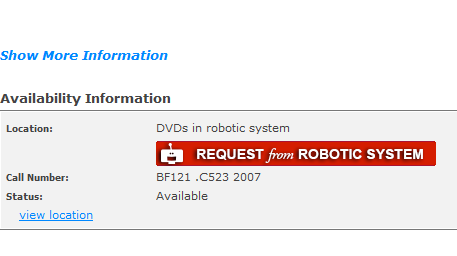 Show More Information
Availability Information
Location: DVDs in robotic system
REQUEST from ROBOTIC SYSTEM
Call Number: BF121 .C523 2007
Status: Available
view location